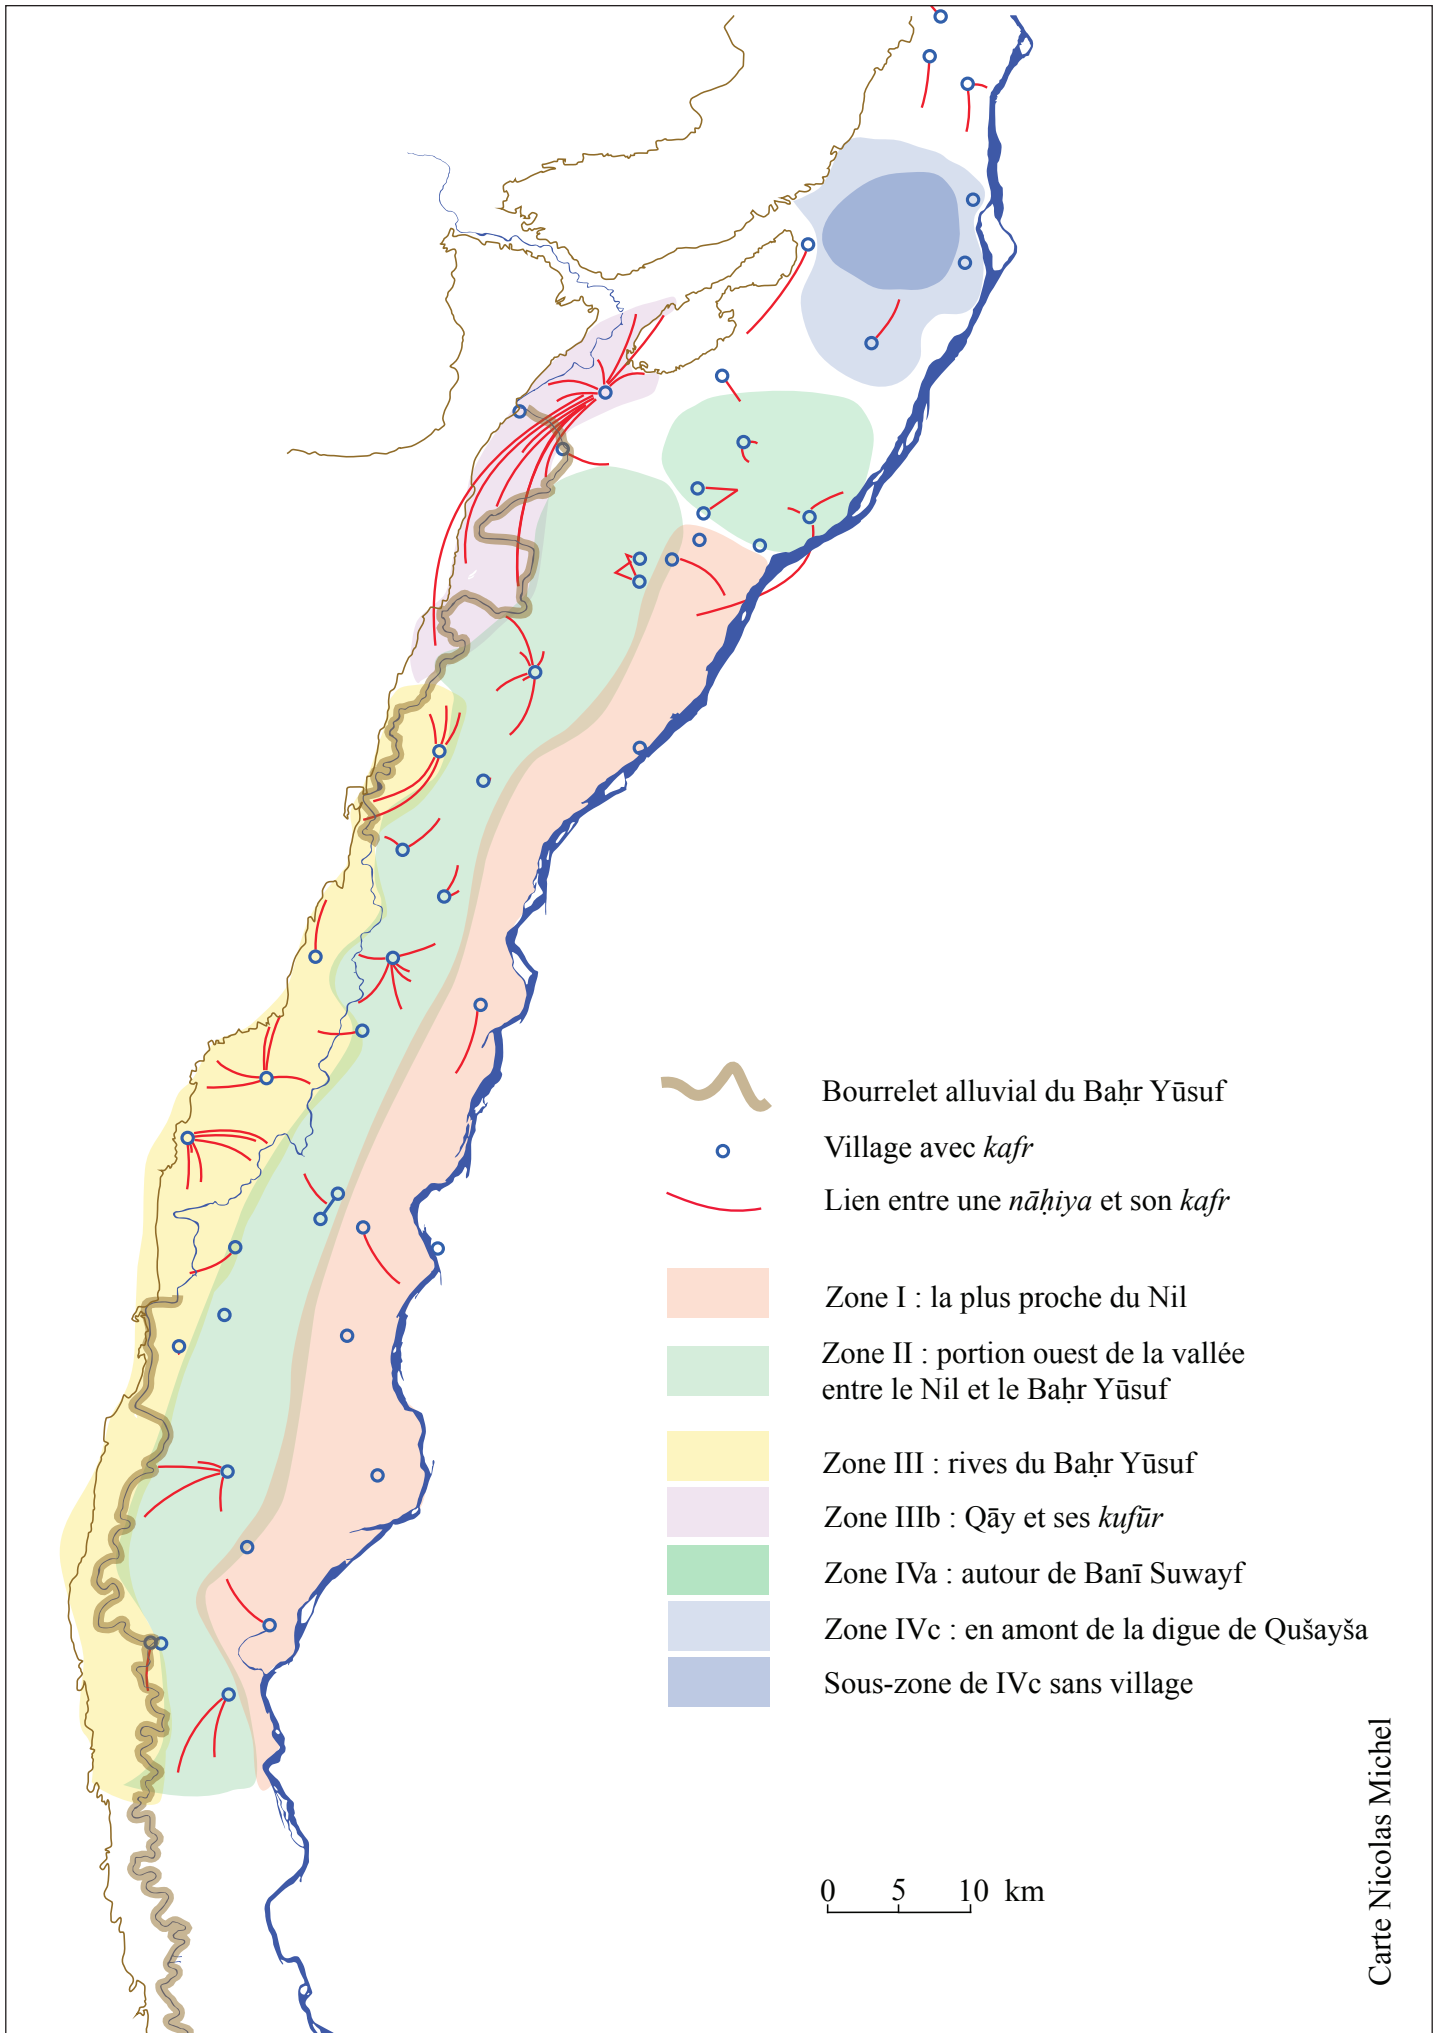 Bourrelet alluvial du Baḥr Yūsuf
Village avec kafr
Lien entre une nāḥiya et son kafr
Zone I : la plus proche du Nil
Zone II : portion ouest de la vallée
entre le Nil et le Baḥr Yūsuf
Zone III : rives du Baḥr Yūsuf
Zone IIIb : Qāy et ses kufūr
Zone IVa : autour de Banī Suwayf
Zone IVc : en amont de la digue de Qušayša
Sous-zone de IVc sans village
0 5 10 km
Carte Nicolas Michel